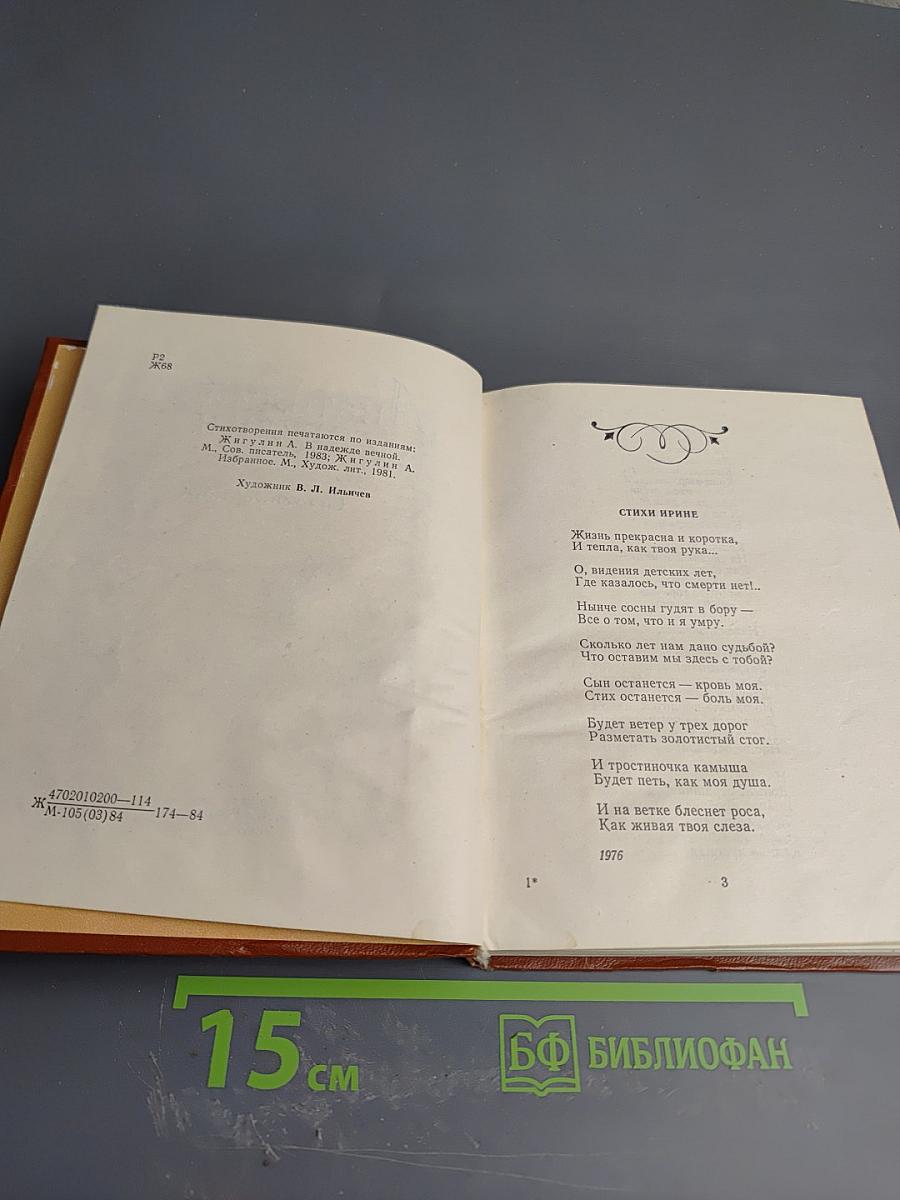 Р2
Ж68
Стихотворения печатаются по изданиям:
Жигулин А. В надежде вечной.
М., Сов. писатель, 1983; Жигулин А.
Избранное. М., Худож. лит., 1981.
Художник В. Л. Ильичев
Ж 4702010200—114
М-105(03)84
174—84
СТИХИ ИРИНЕ
Жизнь прекрасна и коротка,
И тепла, как твоя рука...
О, видения детских лет,
Где казалось, что смерти нет!..
Нынче сосны гудят в бору —
Все о том, что и я умру.
Сколько лет нам дано судьбой?
Что оставим мы здесь с тобой?
Сын останется — кровь моя.
Стих останется — боль моя.
Будет ветер у трех дорог
Разметать золотистый стог.
И тростиночка камыша
Будет петь, как моя душа.
И на ветке блеснет роса,
Как живая твоя слеза.
1976
1*
3
15 см
БФ БИБЛИОФАН